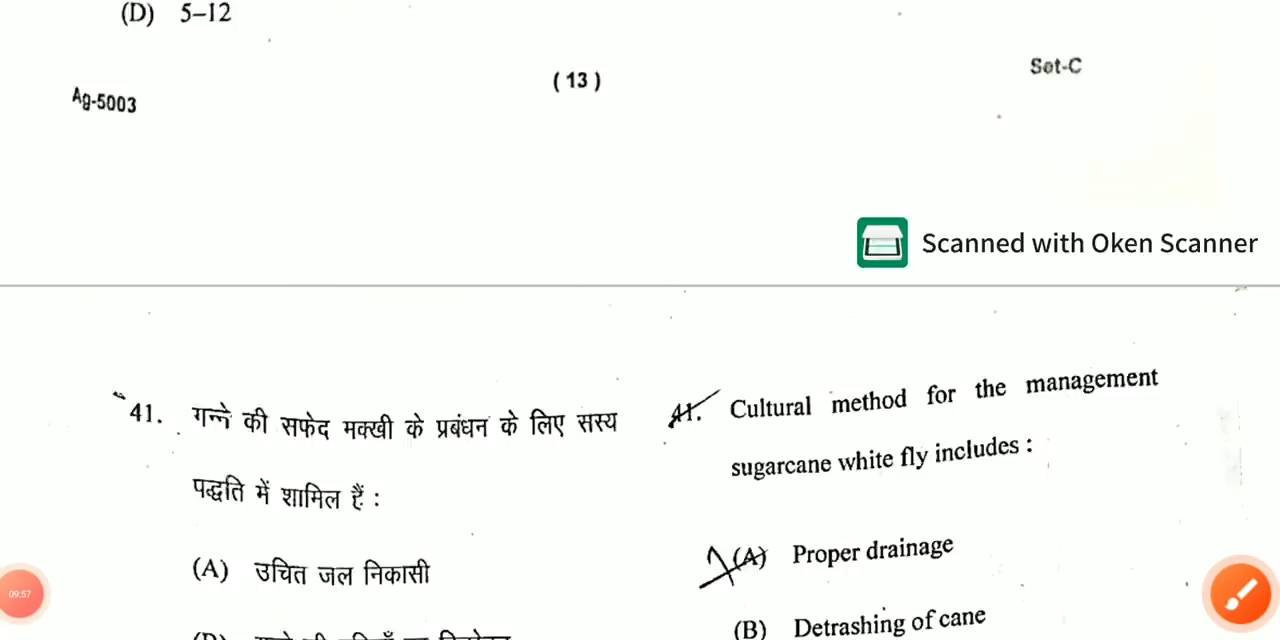 (D) 5–12
Ag-5003
( 13 )
Set-C
Scanned with Oken Scanner
41. गन्ने की सफेद मक्खी के प्रबंधन के लिए सस्य
पद्धति में शामिल हैं :
(A) उचित जल निकासी
41. Cultural method for the management
sugarcane white fly includes :
(A) Proper drainage
(B) Detrashing of cane
09:57